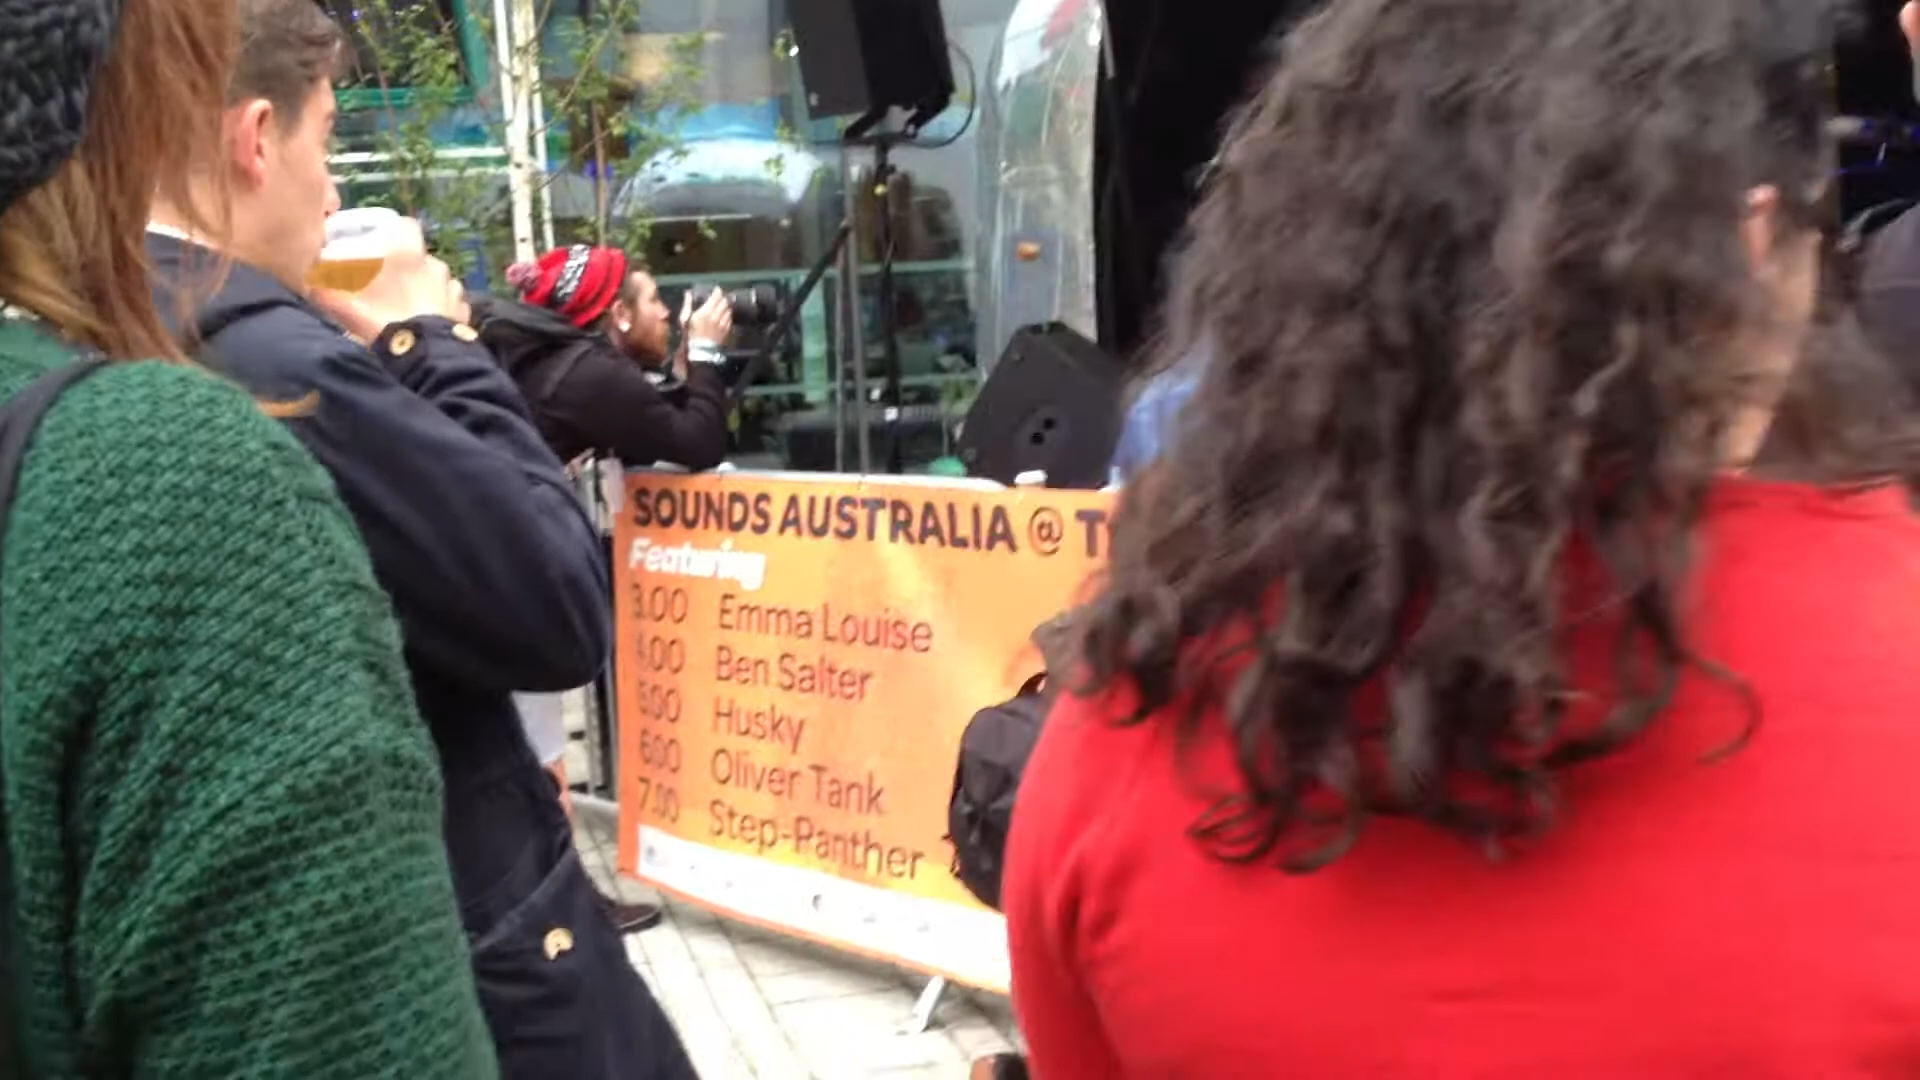 SOUNDS AUSTRALIA @ T
Featuring
3.00 Emma Louise
4.00 Ben Salter
5.00 Husky
6.00 Oliver Tank
7.00 Step-Panther